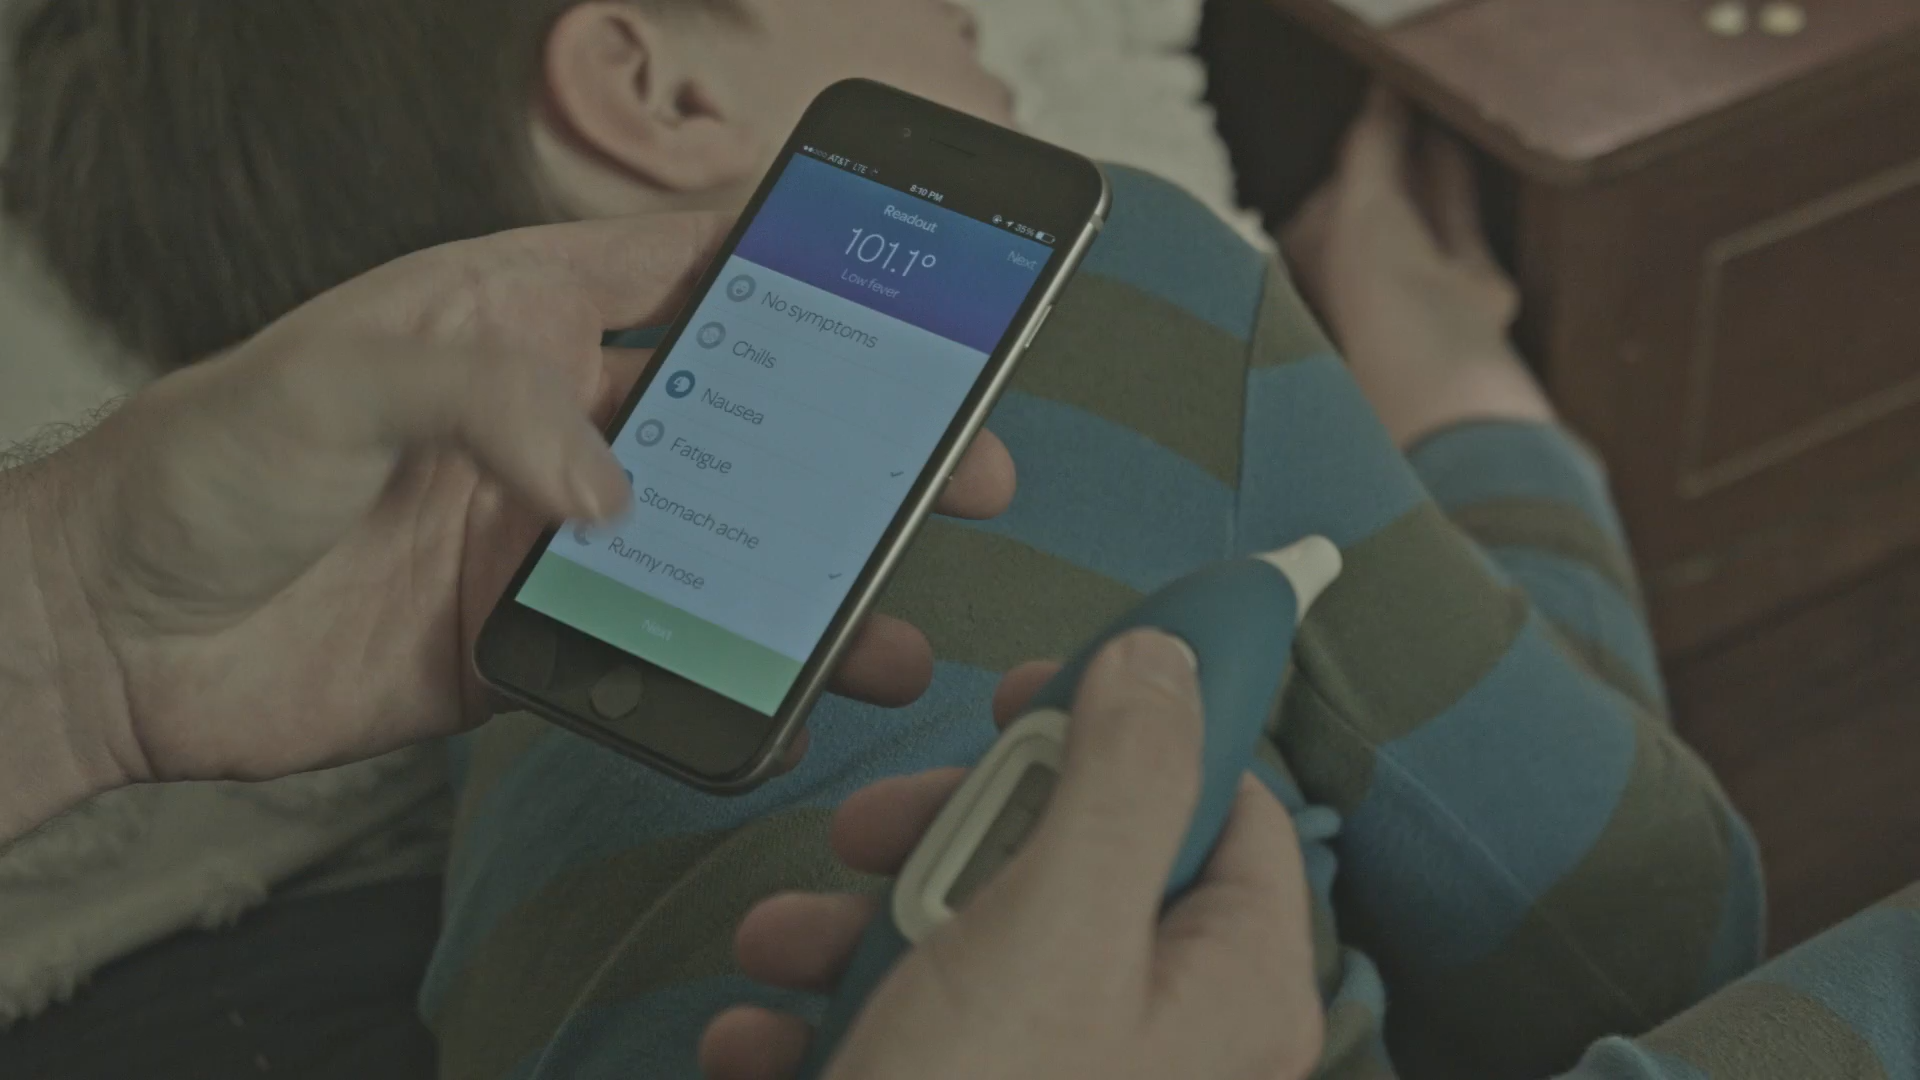 AT&T LTE
8:10 PM
35%
Readout
Next
101.1°
Low fever
No symptoms
Chills
Nausea
Fatigue
Stomach ache
Runny nose
Next